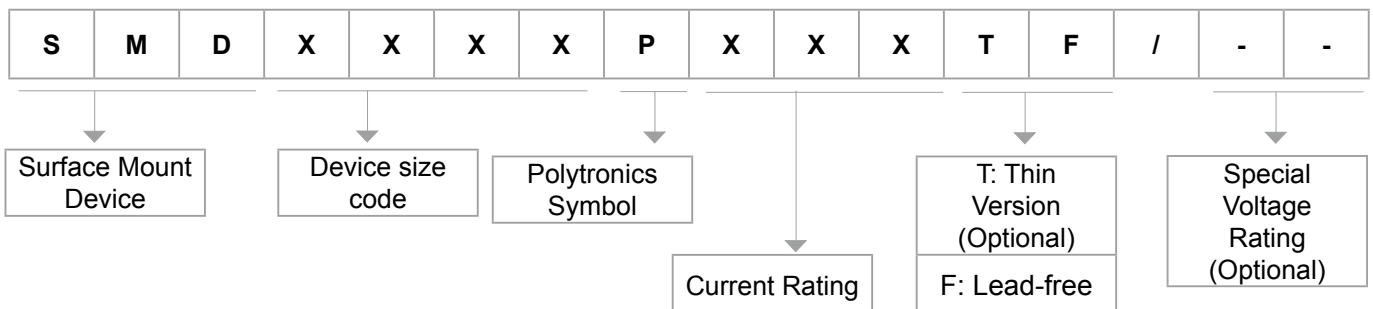 S M D X X X X P X X X T F / - -
Surface Mount
Device
Device size
code
Polytronics
Symbol
Current Rating
T: Thin
Version
(Optional)
F: Lead-free
Special
Voltage
Rating
(Optional)